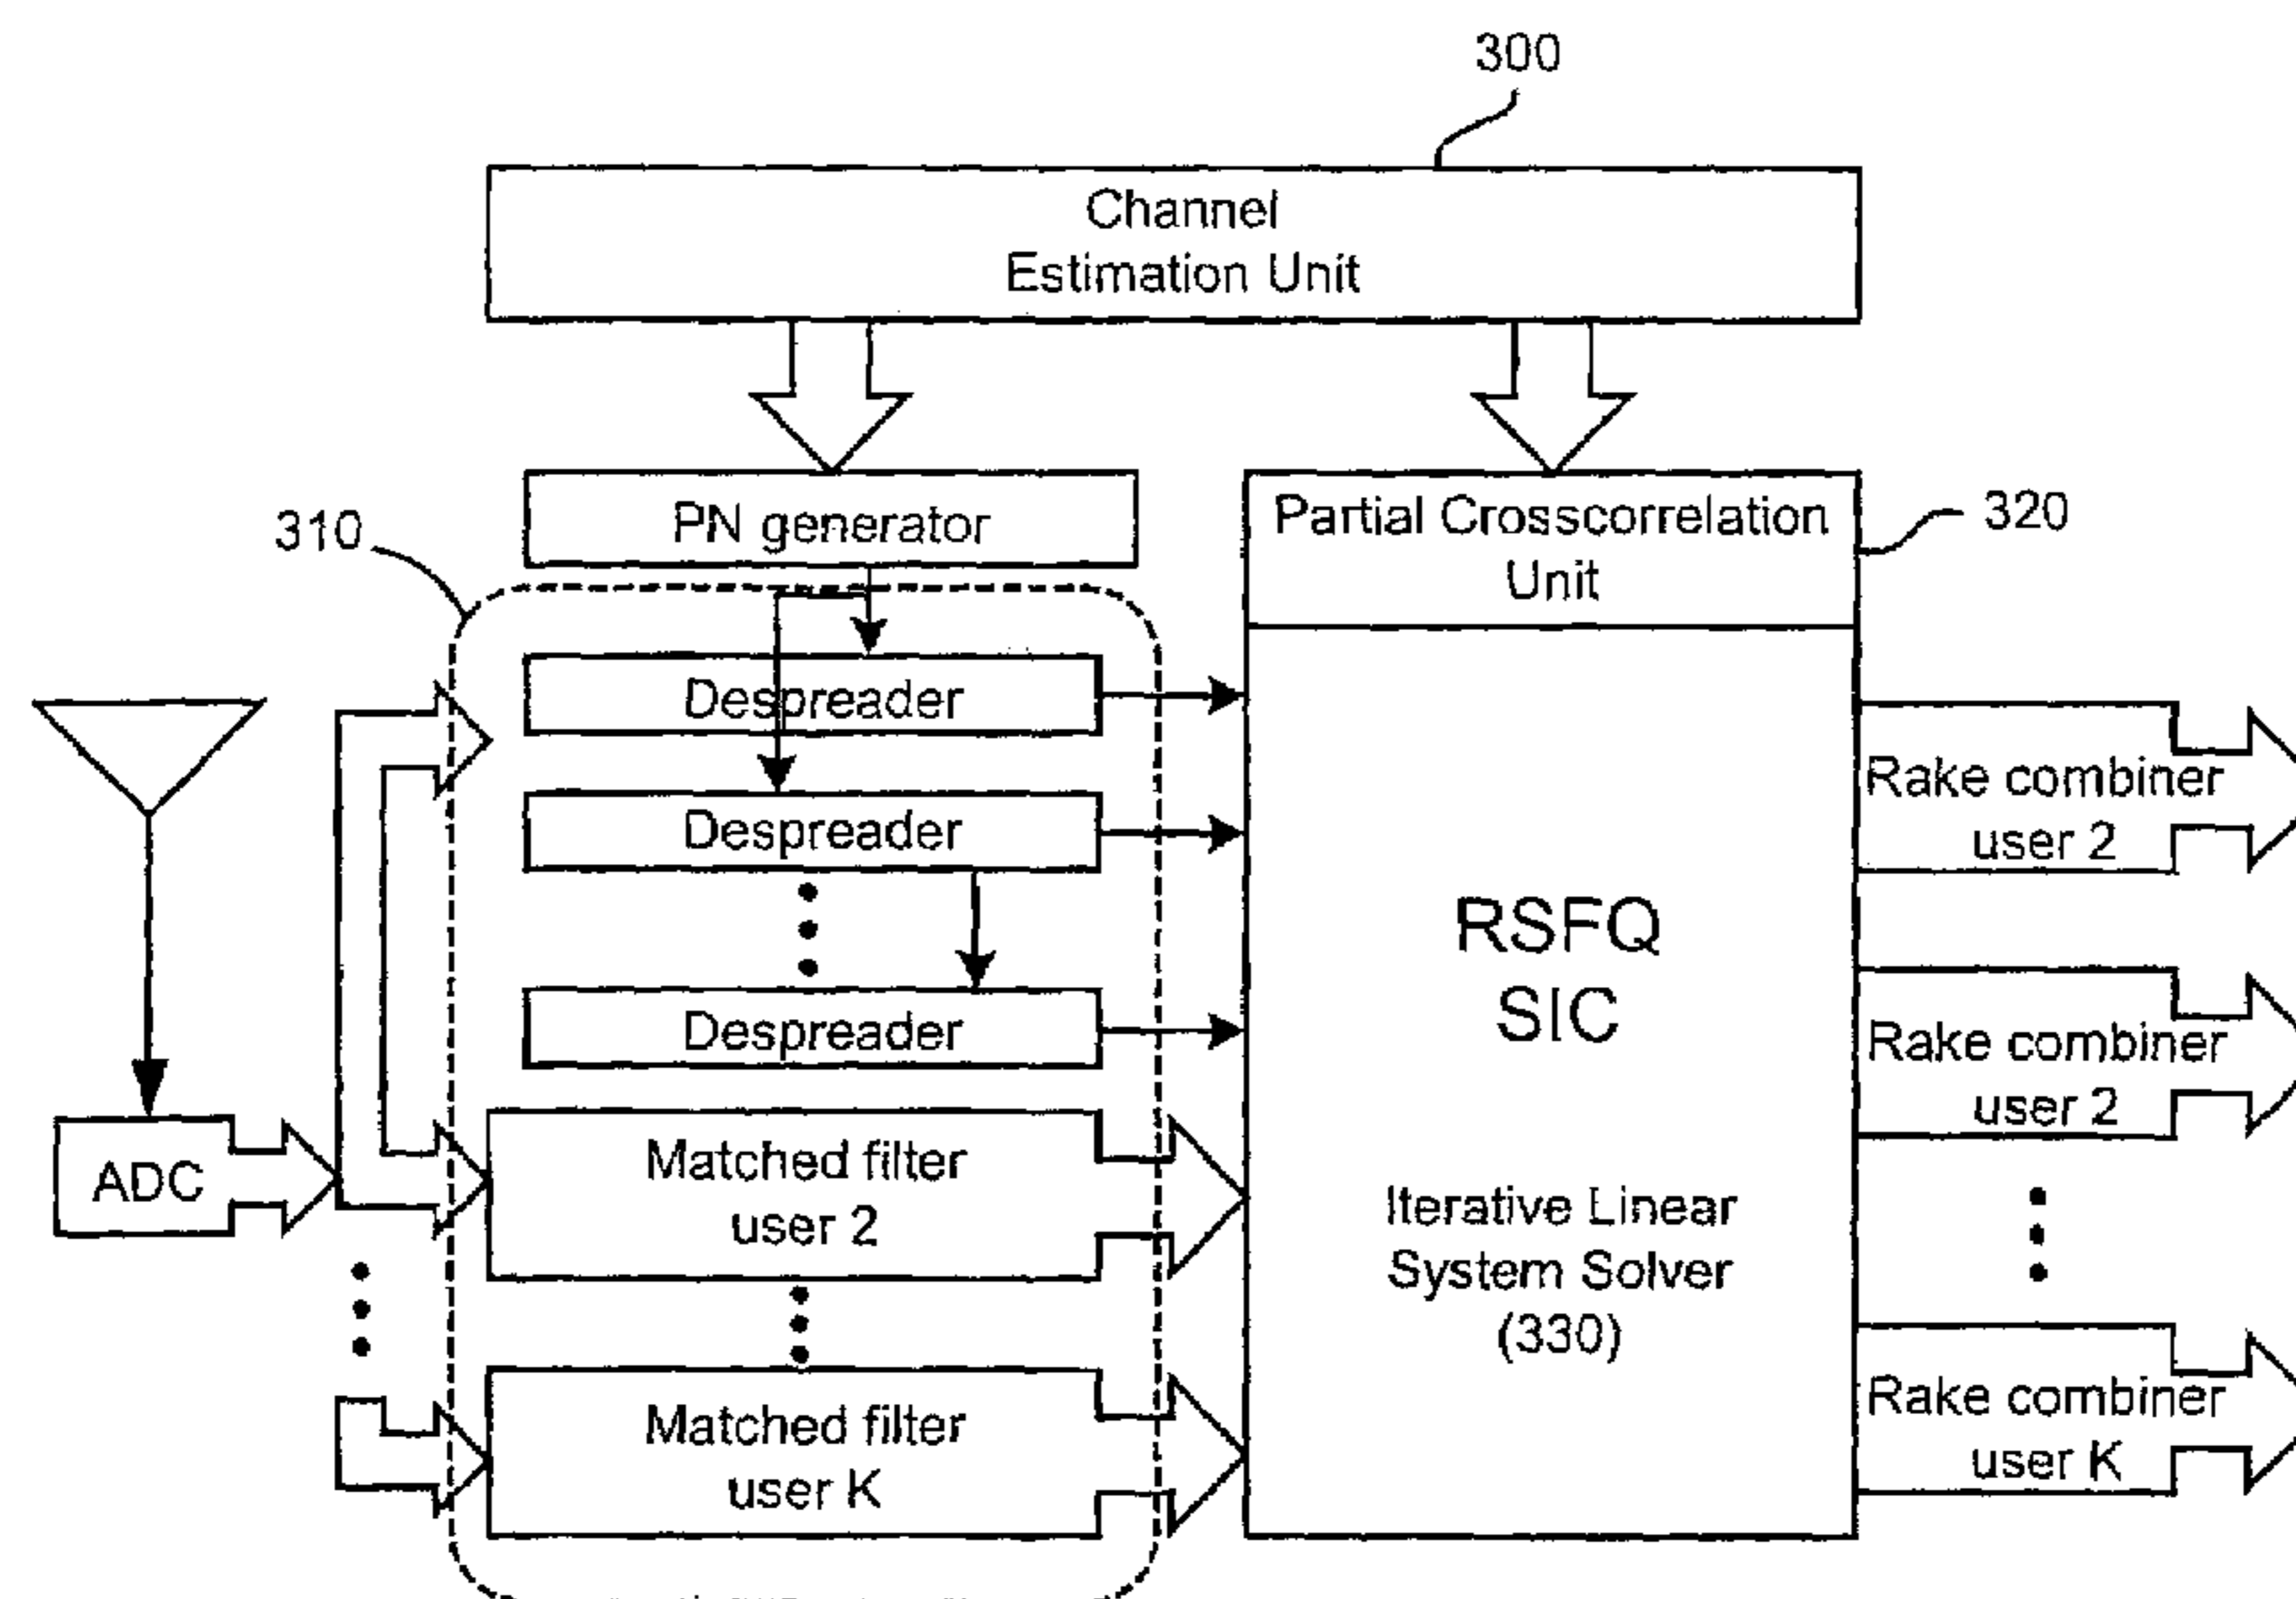 300
Channel
Estimation Unit
PN generator
310
Partial Crosscorrelation
Unit
320
Despreader
Despreader
Despreader
Rake combiner
user 2
RSFQ
SIC
Rake combiner
user 2
ADC
Matched filter
user 2
Iterative Linear
System Solver
(330)
Matched filter
user K
Rake combiner
user K